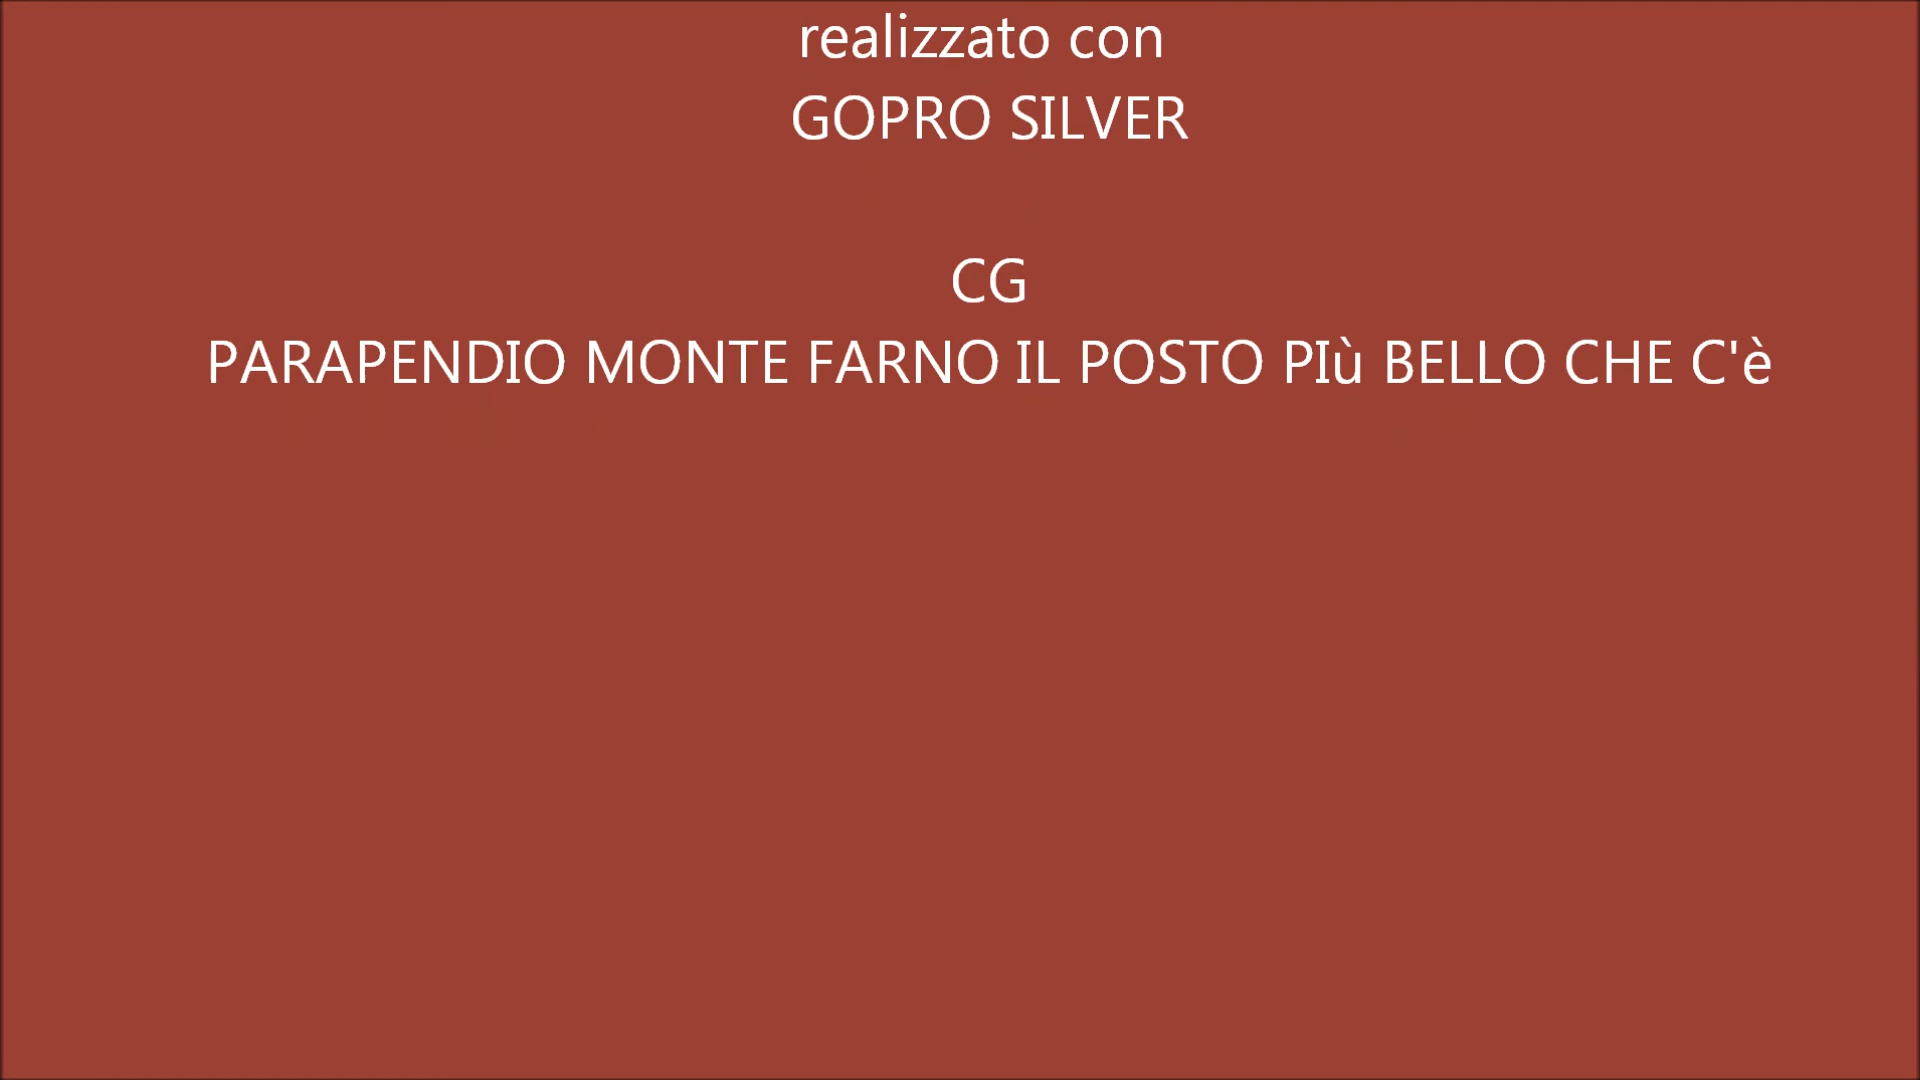 realizzato con
GOPRO SILVER
CG
PARAPENDIO MONTE FARNO IL POSTO PIù BELLO CHE C'è